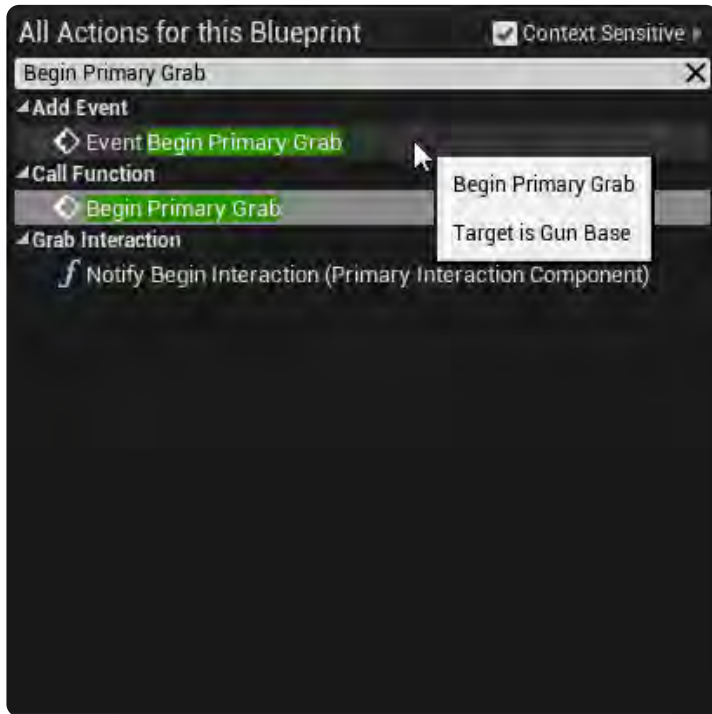 All Actions for this Blueprint Context Sensitive
Begin Primary Grab
Add Event
Event Begin Primary Grab
Call Function
Begin Primary Grab
Begin Primary Grab
Target is Gun Base
Grab Interaction
Notify Begin Interaction (Primary Interaction Component)